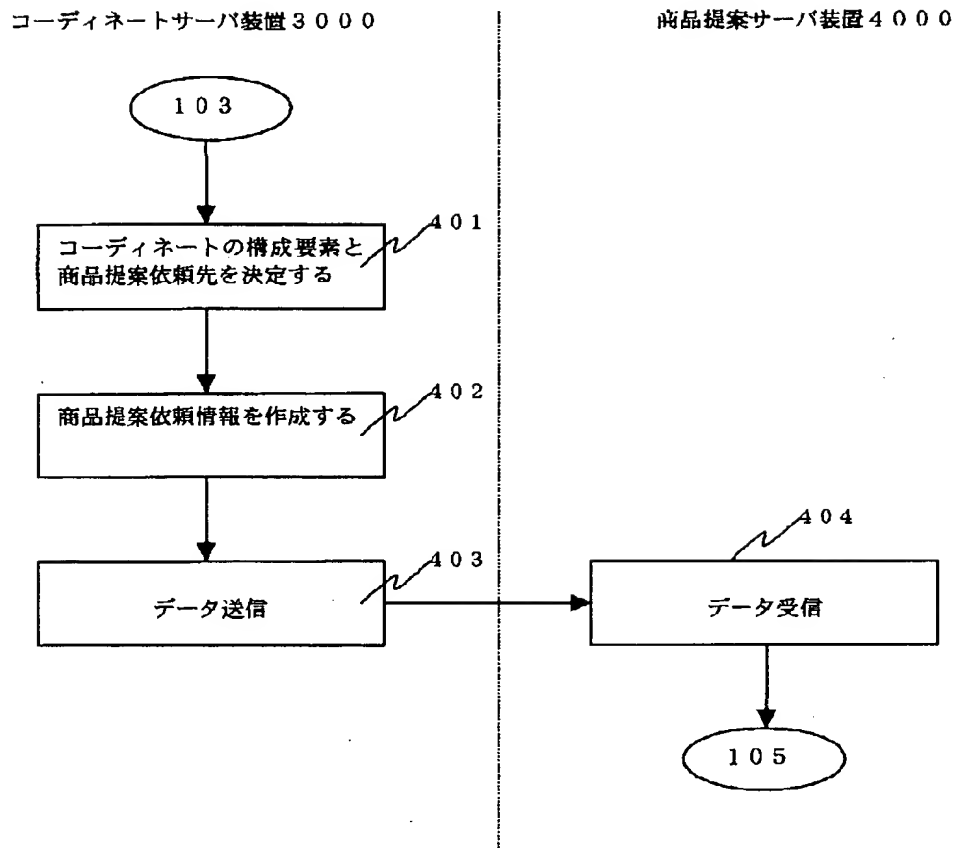 コーディネートサーバ装置3000
商品提案サーバ装置4000
103
401
コーディネートの構成要素と
商品提案依頼先を決定する
402
商品提案依頼情報を作成する
403
データ送信
404
データ受信
105